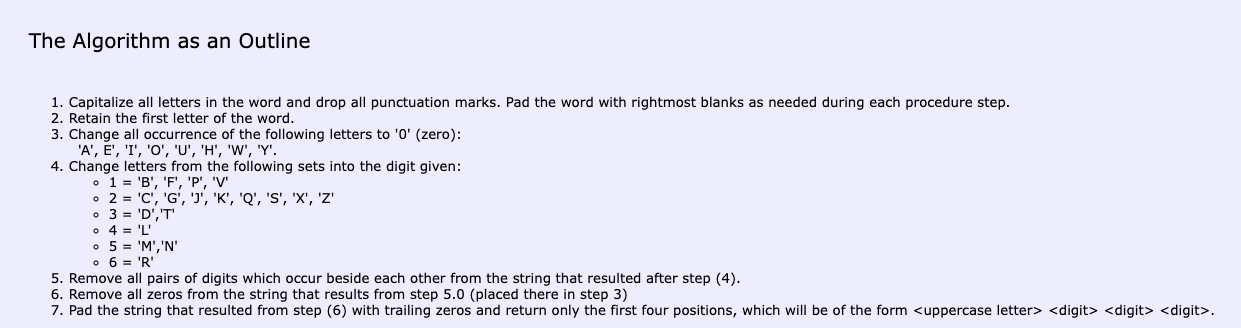 The Algorithm as an Outline
1. Capitalize all letters in the word and drop all punctuation marks. Pad the word with rightmost blanks as needed during each procedure step.
2. Retain the first letter of the word.
3. Change all occurrence of the following letters to '0' (zero):
'A', E', 'I', 'O', 'U', 'H', 'W', 'Y'.
4. Change letters from the following sets into the digit given:
◦ 1 = 'B', 'F', 'P', 'V'
◦ 2 = 'C', 'G', 'J', 'K', 'Q', 'S', 'X', 'Z'
◦ 3 = 'D','T'
◦ 4 = 'L'
◦ 5 = 'M','N'
◦ 6 = 'R'
5. Remove all pairs of digits which occur beside each other from the string that resulted after step (4).
6. Remove all zeros from the string that results from step 5.0 (placed there in step 3)
7. Pad the string that resulted from step (6) with trailing zeros and return only the first four positions, which will be of the form <uppercase letter> <digit> <digit> <digit>.